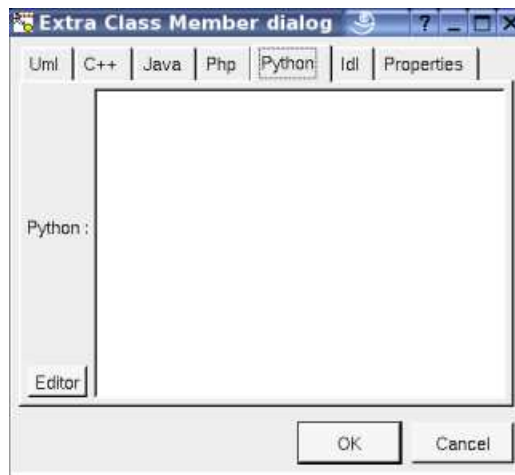 Extra Class Member dialog
Uml C++ Java Php Python Idl Properties
Python :
Editor
OK Cancel